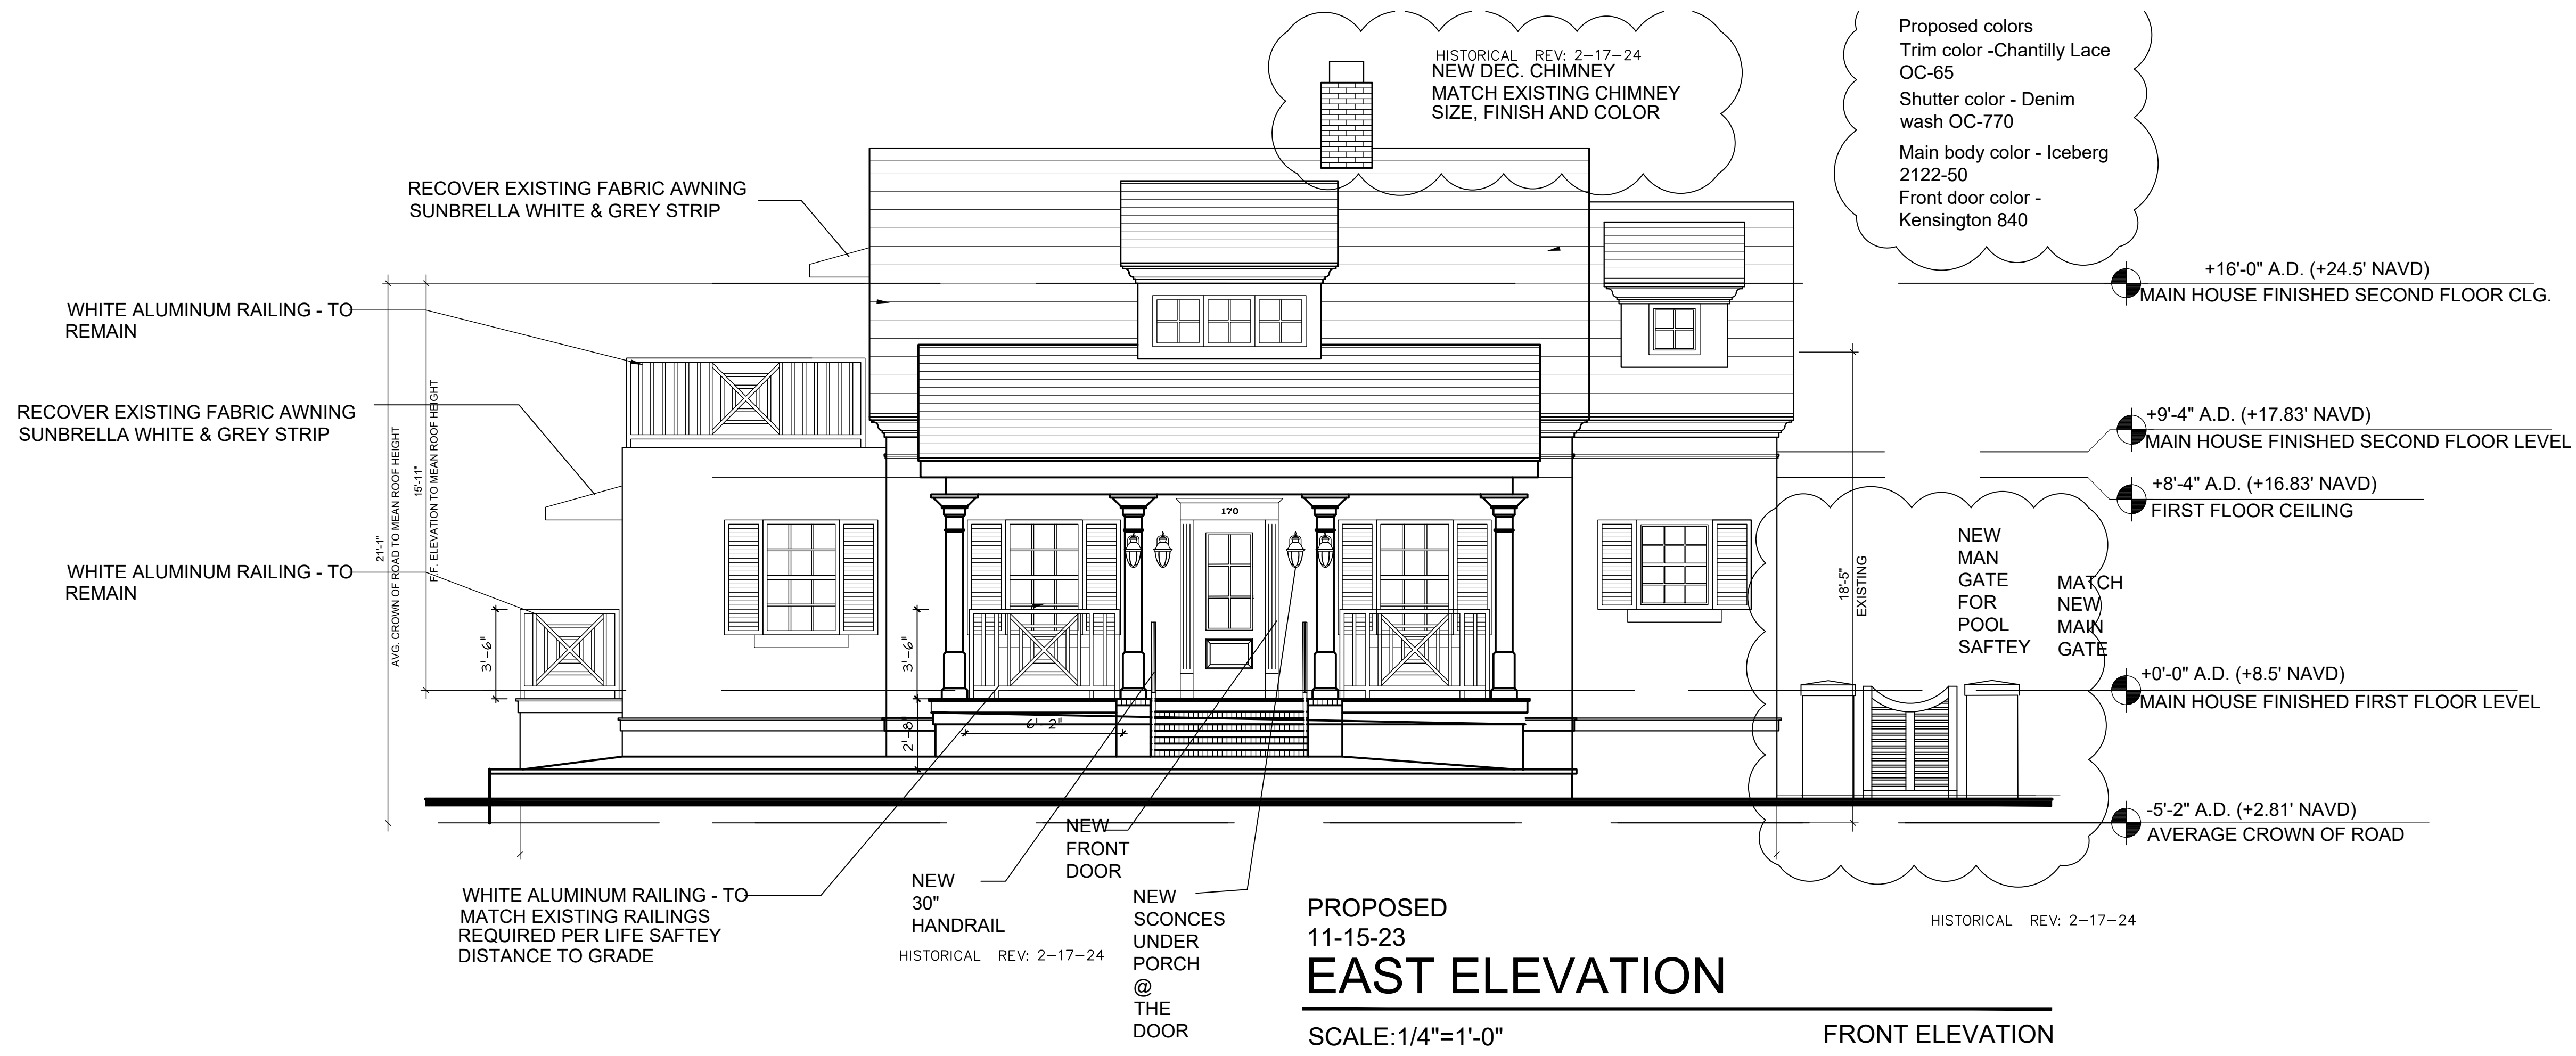 HISTORICAL REV: 2-17-24
NEW DEC. CHIMNEY
MATCH EXISTING CHIMNEY
SIZE, FINISH AND COLOR
Proposed colors
Trim color -Chantilly Lace
OC-65
Shutter color - Denim
wash OC-770
Main body color - Iceberg
2122-50
Front door color -
Kensington 840
RECOVER EXISTING FABRIC AWNING
SUNBRELLA WHITE & GREY STRIP
WHITE ALUMINUM RAILING - TO
REMAIN
RECOVER EXISTING FABRIC AWNING
SUNBRELLA WHITE & GREY STRIP
WHITE ALUMINUM RAILING - TO
REMAIN
21'-1"
AVG. CROWN OF ROAD TO MEAN ROOF HEIGHT
15'-11"
F.F. ELEVATION TO MEAN ROOF HEIGHT
3'-6"
3'-6"
2'-8"
6'-2"
170
18'-5"
EXISTING
+16'-0" A.D. (+24.5' NAVD)
MAIN HOUSE FINISHED SECOND FLOOR CLG.
+9'-4" A.D. (+17.83' NAVD)
MAIN HOUSE FINISHED SECOND FLOOR LEVEL
+8'-4" A.D. (+16.83' NAVD)
FIRST FLOOR CEILING
NEW
MAN
GATE
FOR
POOL
SAFTEY
MATCH
NEW
MAIN
GATE
+0'-0" A.D. (+8.5' NAVD)
MAIN HOUSE FINISHED FIRST FLOOR LEVEL
-5'-2" A.D. (+2.81' NAVD)
AVERAGE CROWN OF ROAD
WHITE ALUMINUM RAILING - TO
MATCH EXISTING RAILINGS
REQUIRED PER LIFE SAFTEY
DISTANCE TO GRADE
NEW
30"
HANDRAIL
HISTORICAL REV: 2-17-24
NEW
FRONT
DOOR
NEW
SCONCES
UNDER
PORCH
@
THE
DOOR
PROPOSED
11-15-23
EAST ELEVATION
SCALE:1/4"=1'-0"
FRONT ELEVATION
HISTORICAL REV: 2-17-24